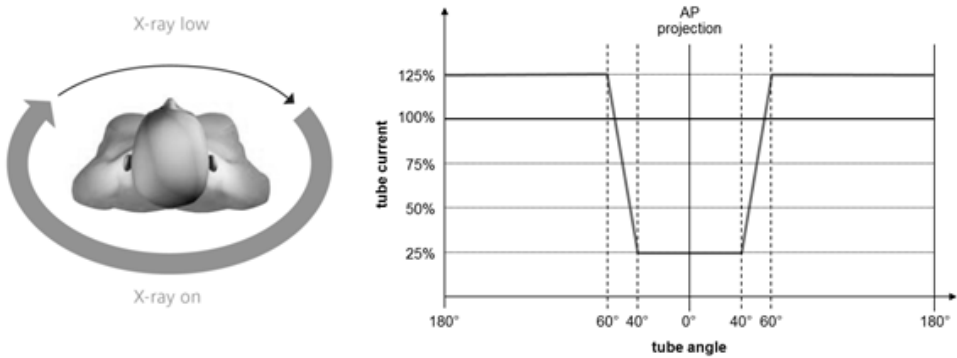 X-ray low
X-ray on
AP
projection
125%
100%
75%
50%
25%
tube current
180° 60° 40° 0° 40° 60° 180°
tube angle